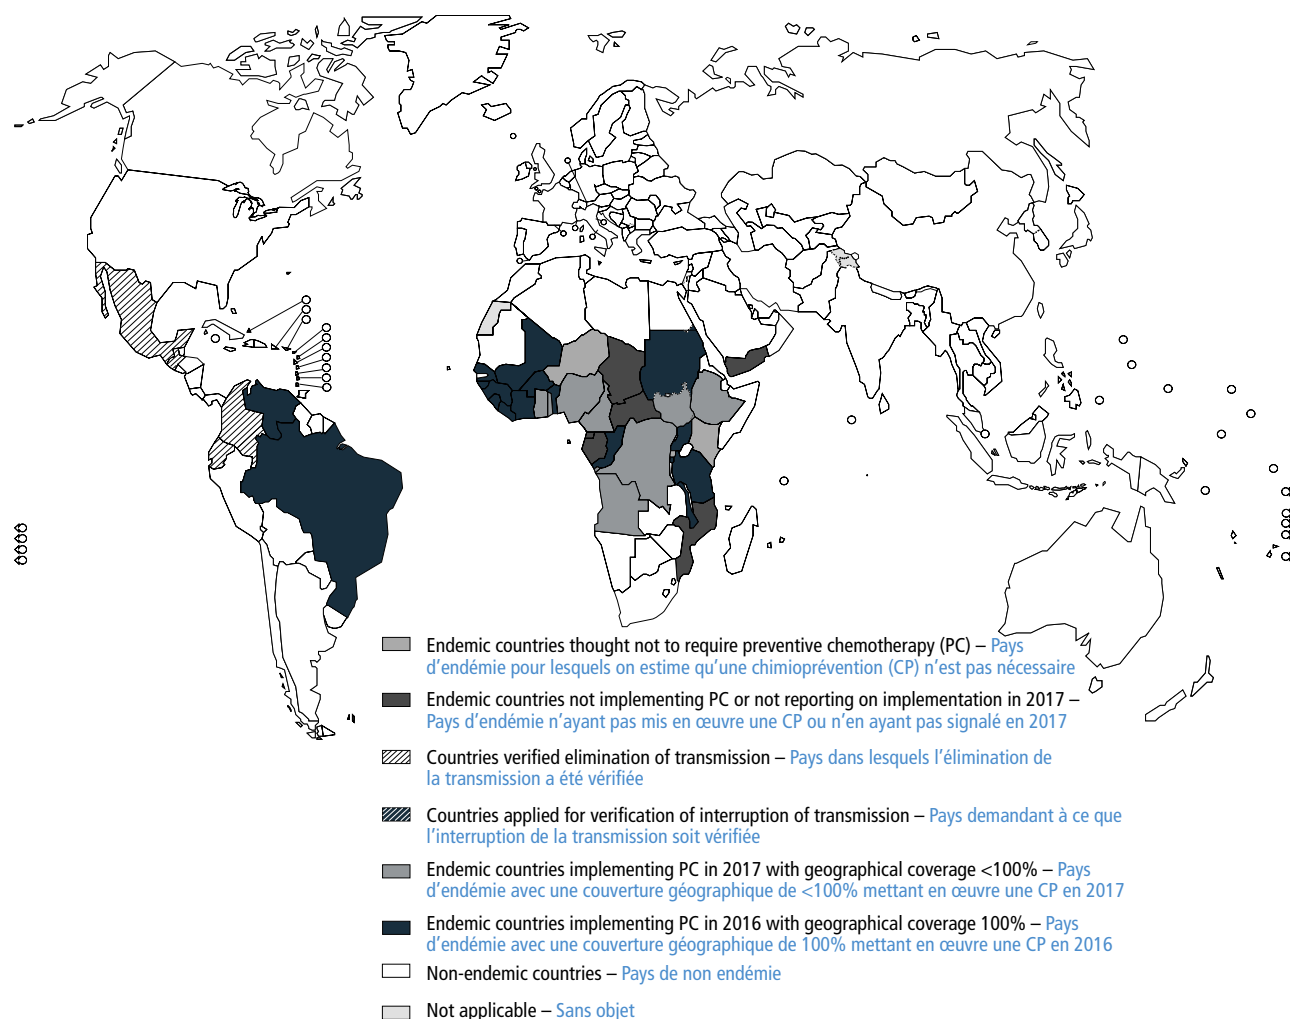 Endemic countries thought not to require preventive chemotherapy (PC) – Pays
d’endémie pour lesquels on estime qu’une chimioprévention (CP) n’est pas nécessaire
Endemic countries not implementing PC or not reporting on implementation in 2017 –
Pays d’endémie n’ayant pas mis en œuvre une CP ou n’en ayant pas signalé en 2017
Countries verified elimination of transmission – Pays dans lesquels l’élimination de
la transmission a été vérifiée
Countries applied for verification of interruption of transmission – Pays demandant à ce que
l’interruption de la transmission soit vérifiée
Endemic countries implementing PC in 2017 with geographical coverage <100% – Pays
d’endémie avec une couverture géographique de <100% mettant en œuvre une CP en 2017
Endemic countries implementing PC in 2016 with geographical coverage 100% – Pays
d’endémie avec une couverture géographique de 100% mettant en œuvre une CP en 2016
Non-endemic countries – Pays de non endémie
Not applicable – Sans objet